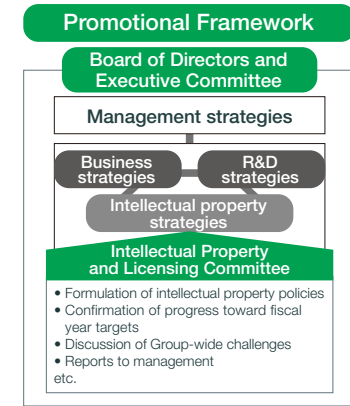 Promotional Framework
Board of Directors and
Executive Committee
Management strategies
Business
strategies
R&D
strategies
Intellectual property
strategies
Intellectual Property
and Licensing Committee
• Formulation of intellectual property policies
• Confirmation of progress toward fiscal
year targets
• Discussion of Group-wide challenges
• Reports to management
etc.